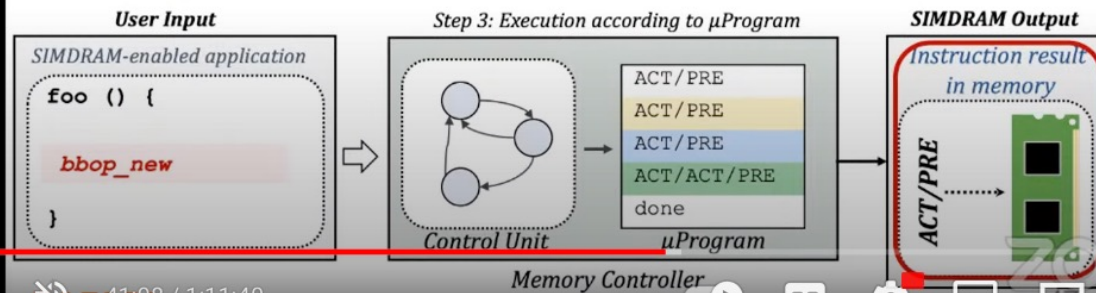 User Input
SIMDRAM-enabled application
foo () {
bbop_new
}
Step 3: Execution according to µProgram
Control Unit
ACT/PRE
ACT/PRE
ACT/PRE
ACT/ACT/PRE
done
µProgram
Memory Controller
SIMDRAM Output
Instruction result
in memory
ACT/PRE